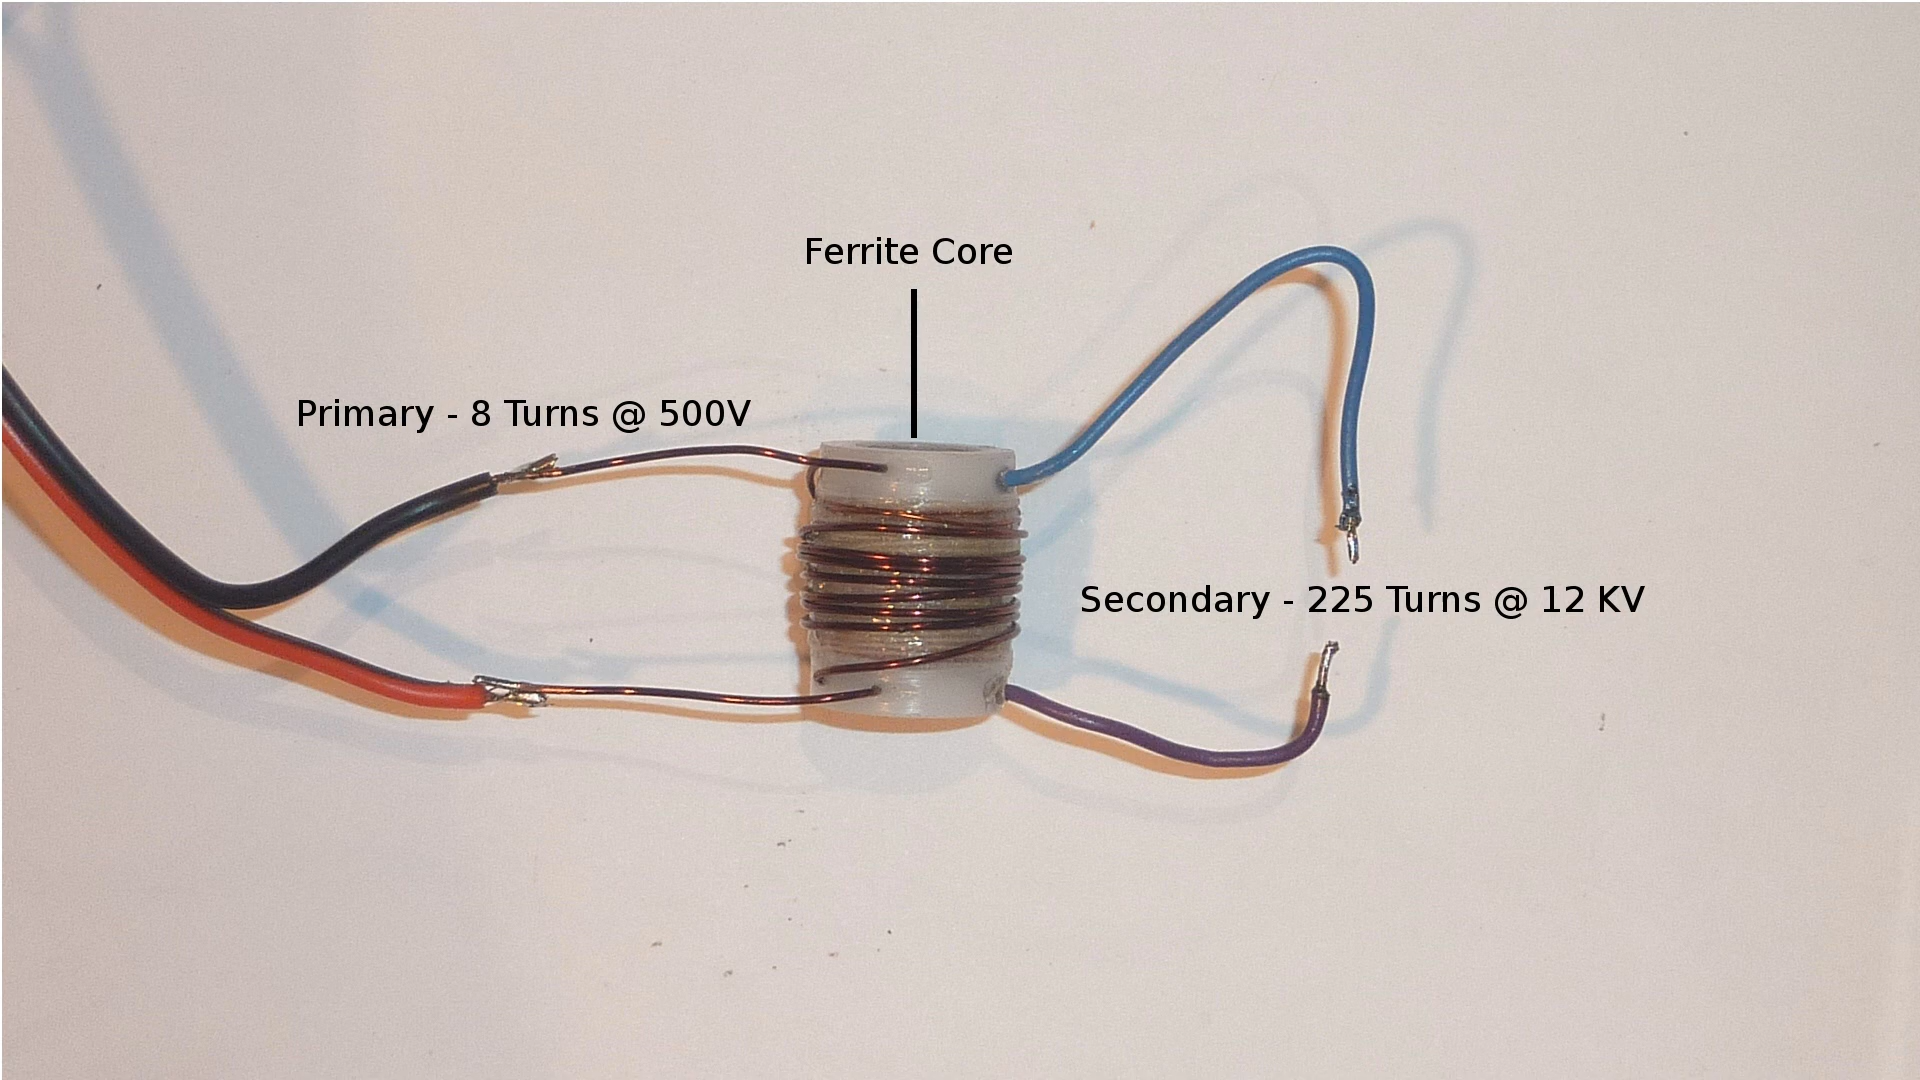 Ferrite Core
Primary - 8 Turns @ 500V
Secondary - 225 Turns @ 12 KV